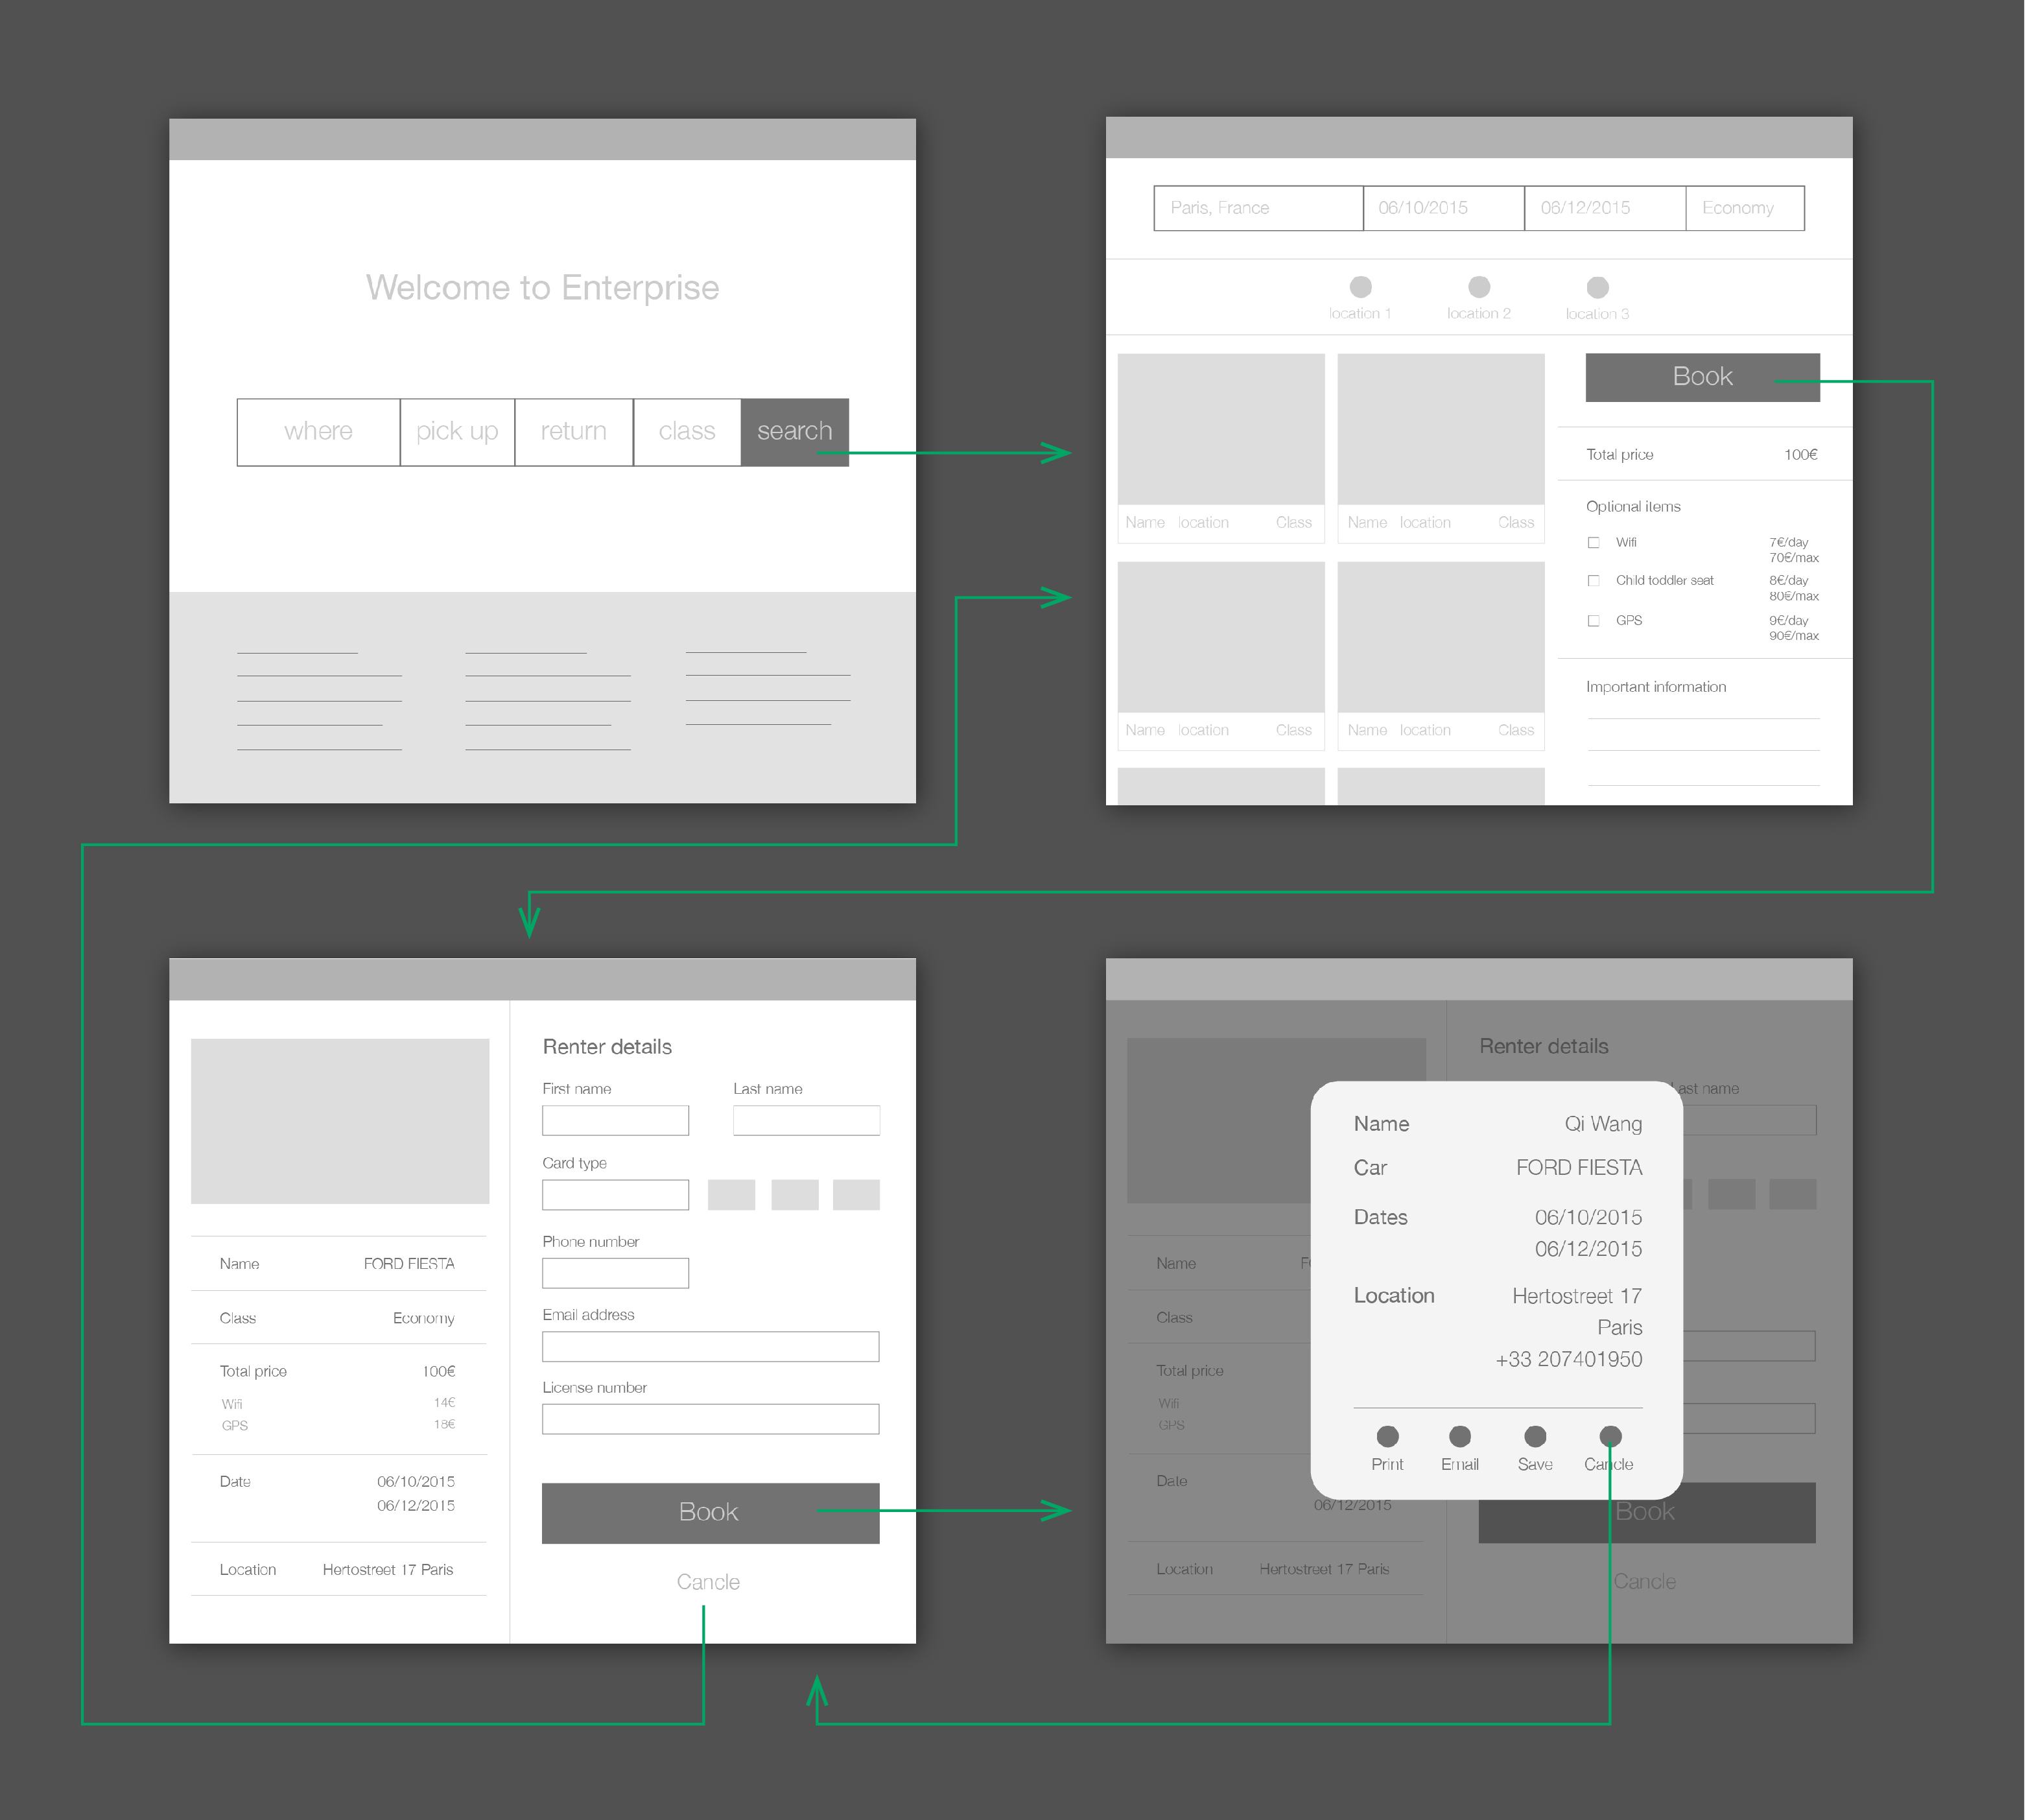 Welcome to Enterprise
where pick up return class search
Paris, France 06/10/2015 06/12/2015 Economy
location 1 location 2 location 3
Name location Class Name location Class
Name location Class Name location Class
Book
Total price 100€
Optional items
Wifi 7€/day
70€/max
Child toddler seat 8€/day
80€/max
GPS 9€/day
90€/max
Important information
Name FORD FIESTA
Class Economy
Total price 100€
Wifi 14€
GPS 18€
Date 06/10/2015
06/12/2015
Location Hertostreet 17 Paris
Renter details
First name Last name
Card type
Phone number
Email address
License number
Book
Cancle
Renter details
Last name
Name F
Class
Total price
Wifi
GPS
Date
06/12/2015
Location Hertostreet 17 Paris
Name Qi Wang
Car FORD FIESTA
Dates 06/10/2015
06/12/2015
Location Hertostreet 17
Paris
+33 207401950
Print Email Save Cancle
Book
Cancle